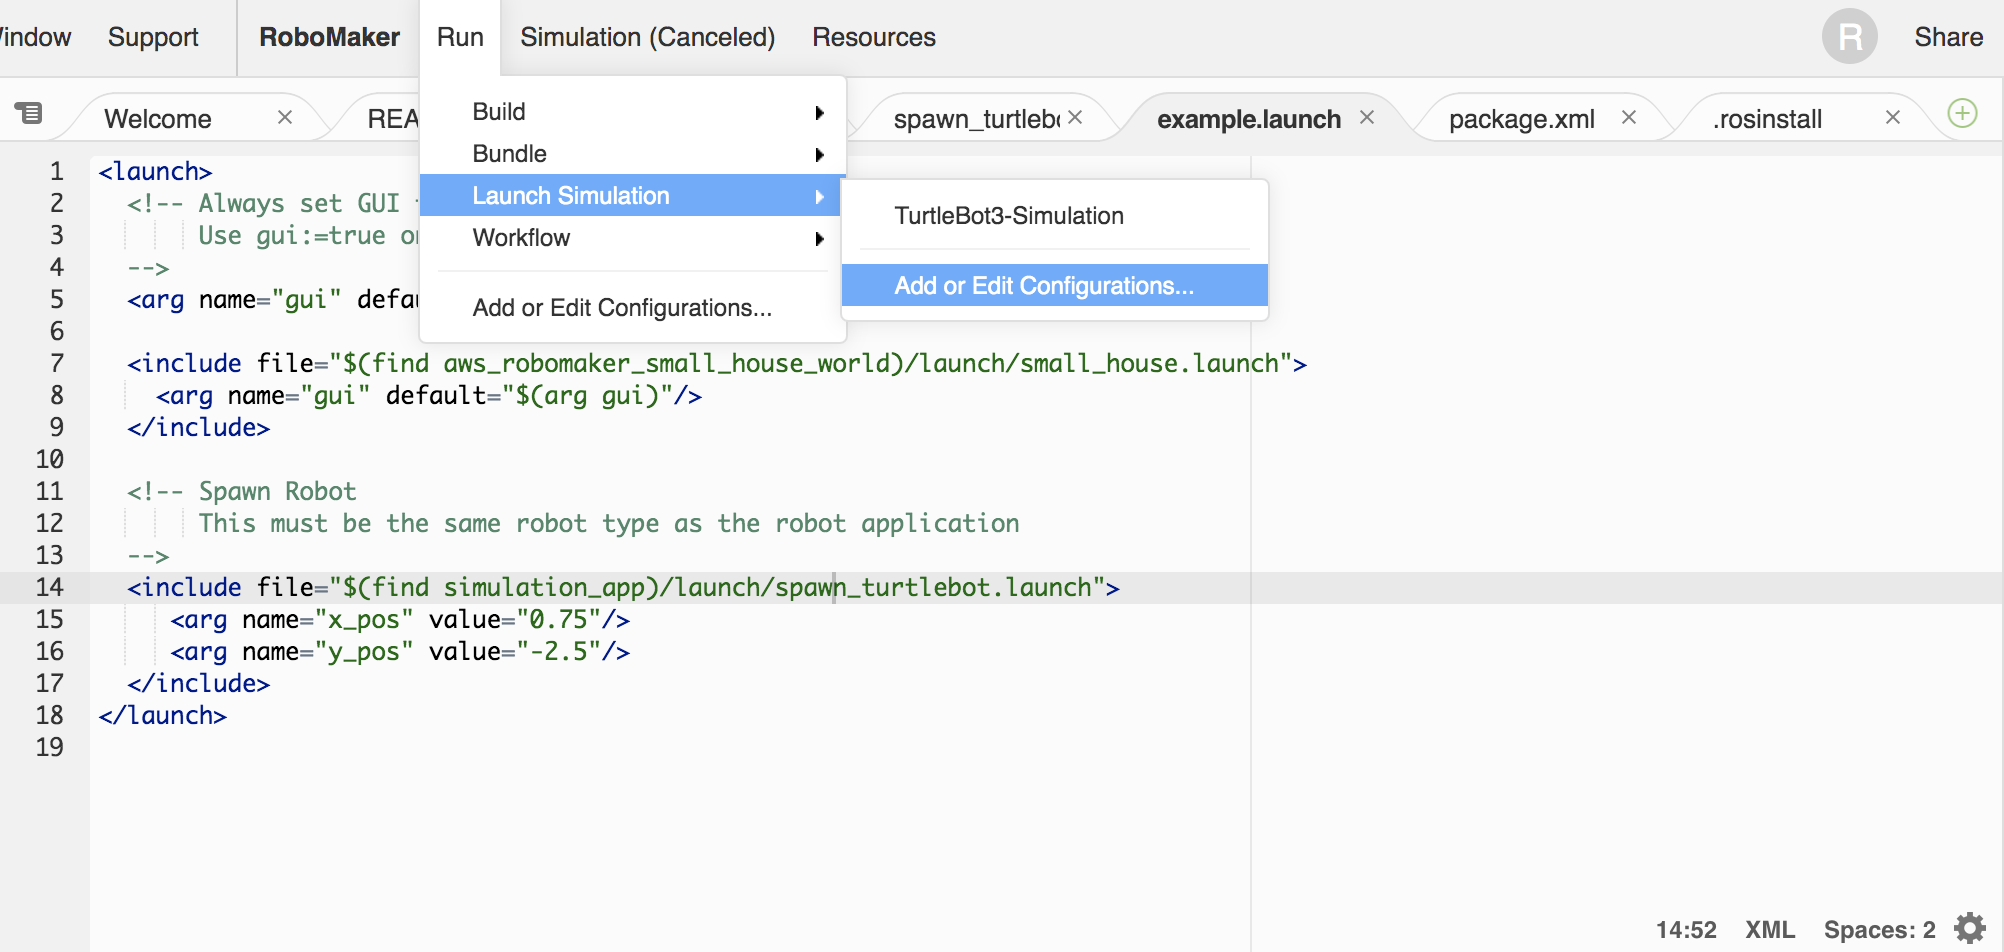 indow Support RoboMaker Run Simulation (Canceled) Resources R Share
Welcome REA spawn_turtleb example.launch package.xml .rosinstall
Build
Bundle
Launch Simulation
Workflow
Add or Edit Configurations...
TurtleBot3-Simulation
Add or Edit Configurations...
1 <launch>
2 <!-- Always set GUI
3 Use gui:=true o
4 -->
5 <arg name="gui" defau
6
7 <include file="$(find aws_robomaker_small_house_world)/launch/small_house.launch">
8 <arg name="gui" default="$(arg gui)"/>
9 </include>
10
11 <!-- Spawn Robot
12 This must be the same robot type as the robot application
13 -->
14 <include file="$(find simulation_app)/launch/spawn_turtlebot.launch">
15 <arg name="x_pos" value="0.75"/>
16 <arg name="y_pos" value="-2.5"/>
17 </include>
18 </launch>
19
14:52 XML Spaces: 2